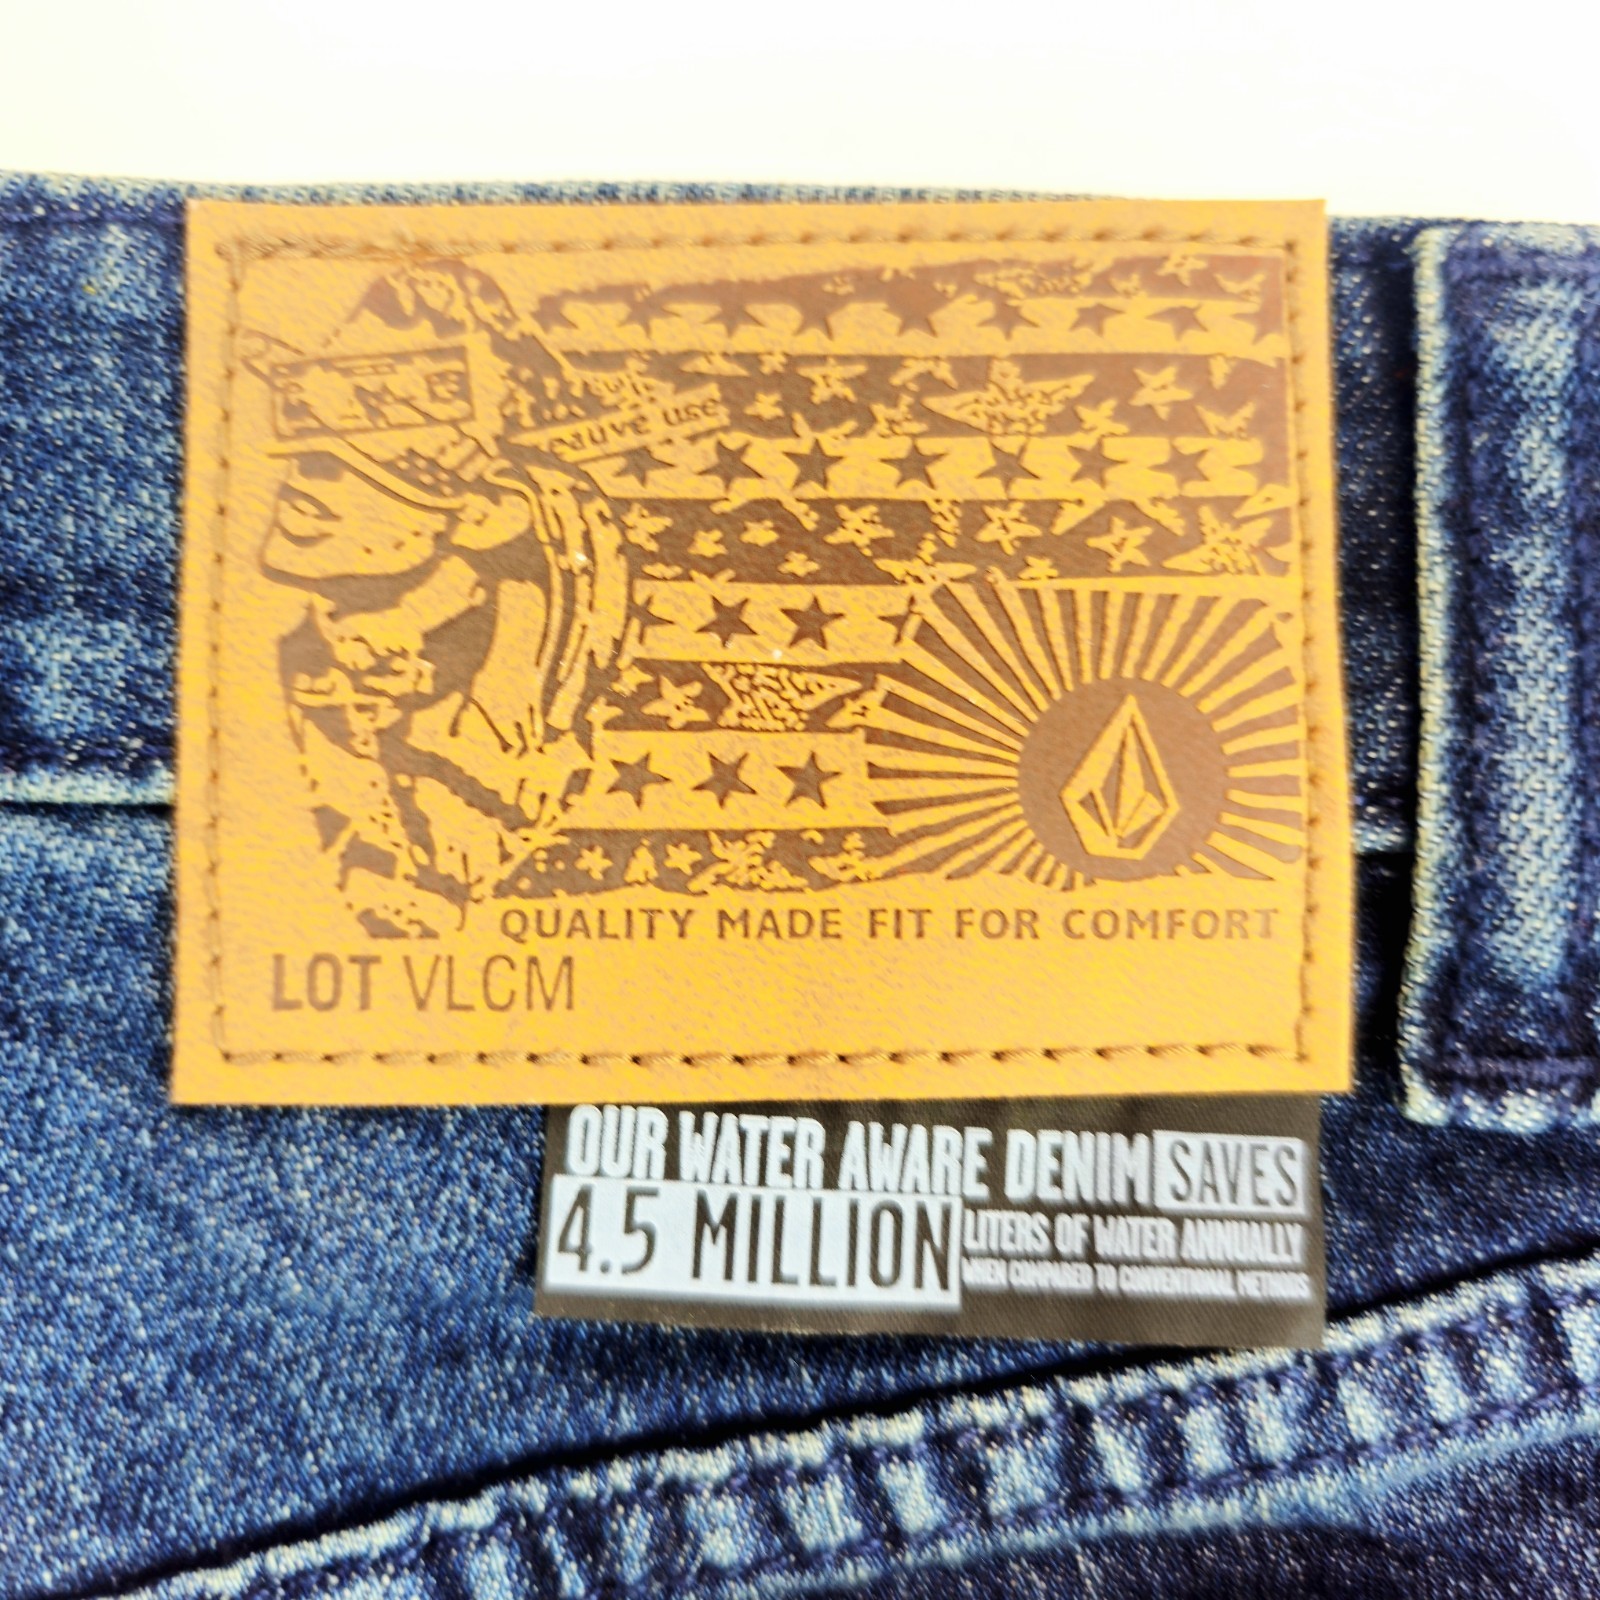 QUALITY MADE FIT FOR COMFORT
LOT VLCM
OUR WATER AWARE DENIM SAVES
4.5 MILLION LITERS OF WATER ANNUALLY
WHEN COMPARED TO CONVENTIONAL METHODS